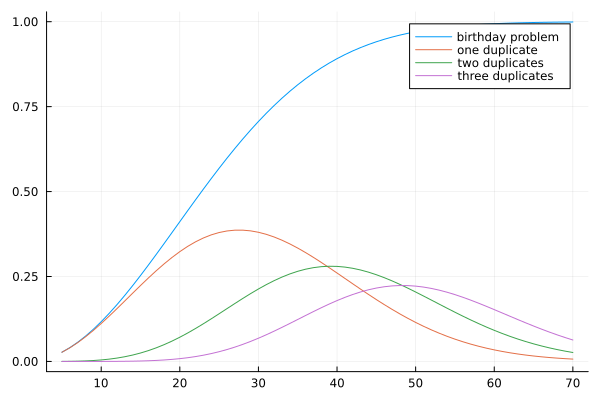 1.00
birthday problem
one duplicate
two duplicates
three duplicates
0.75
0.50
0.25
0.00
10 20 30 40 50 60 70